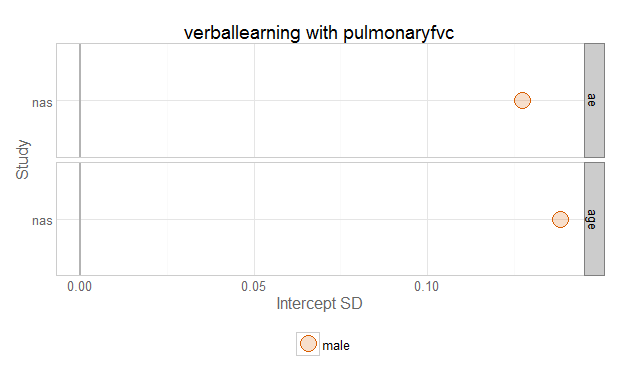 verballearning with pulmonaryfvc
Study
nas
ae
nas
age
0.00 0.05 0.10
Intercept SD
male